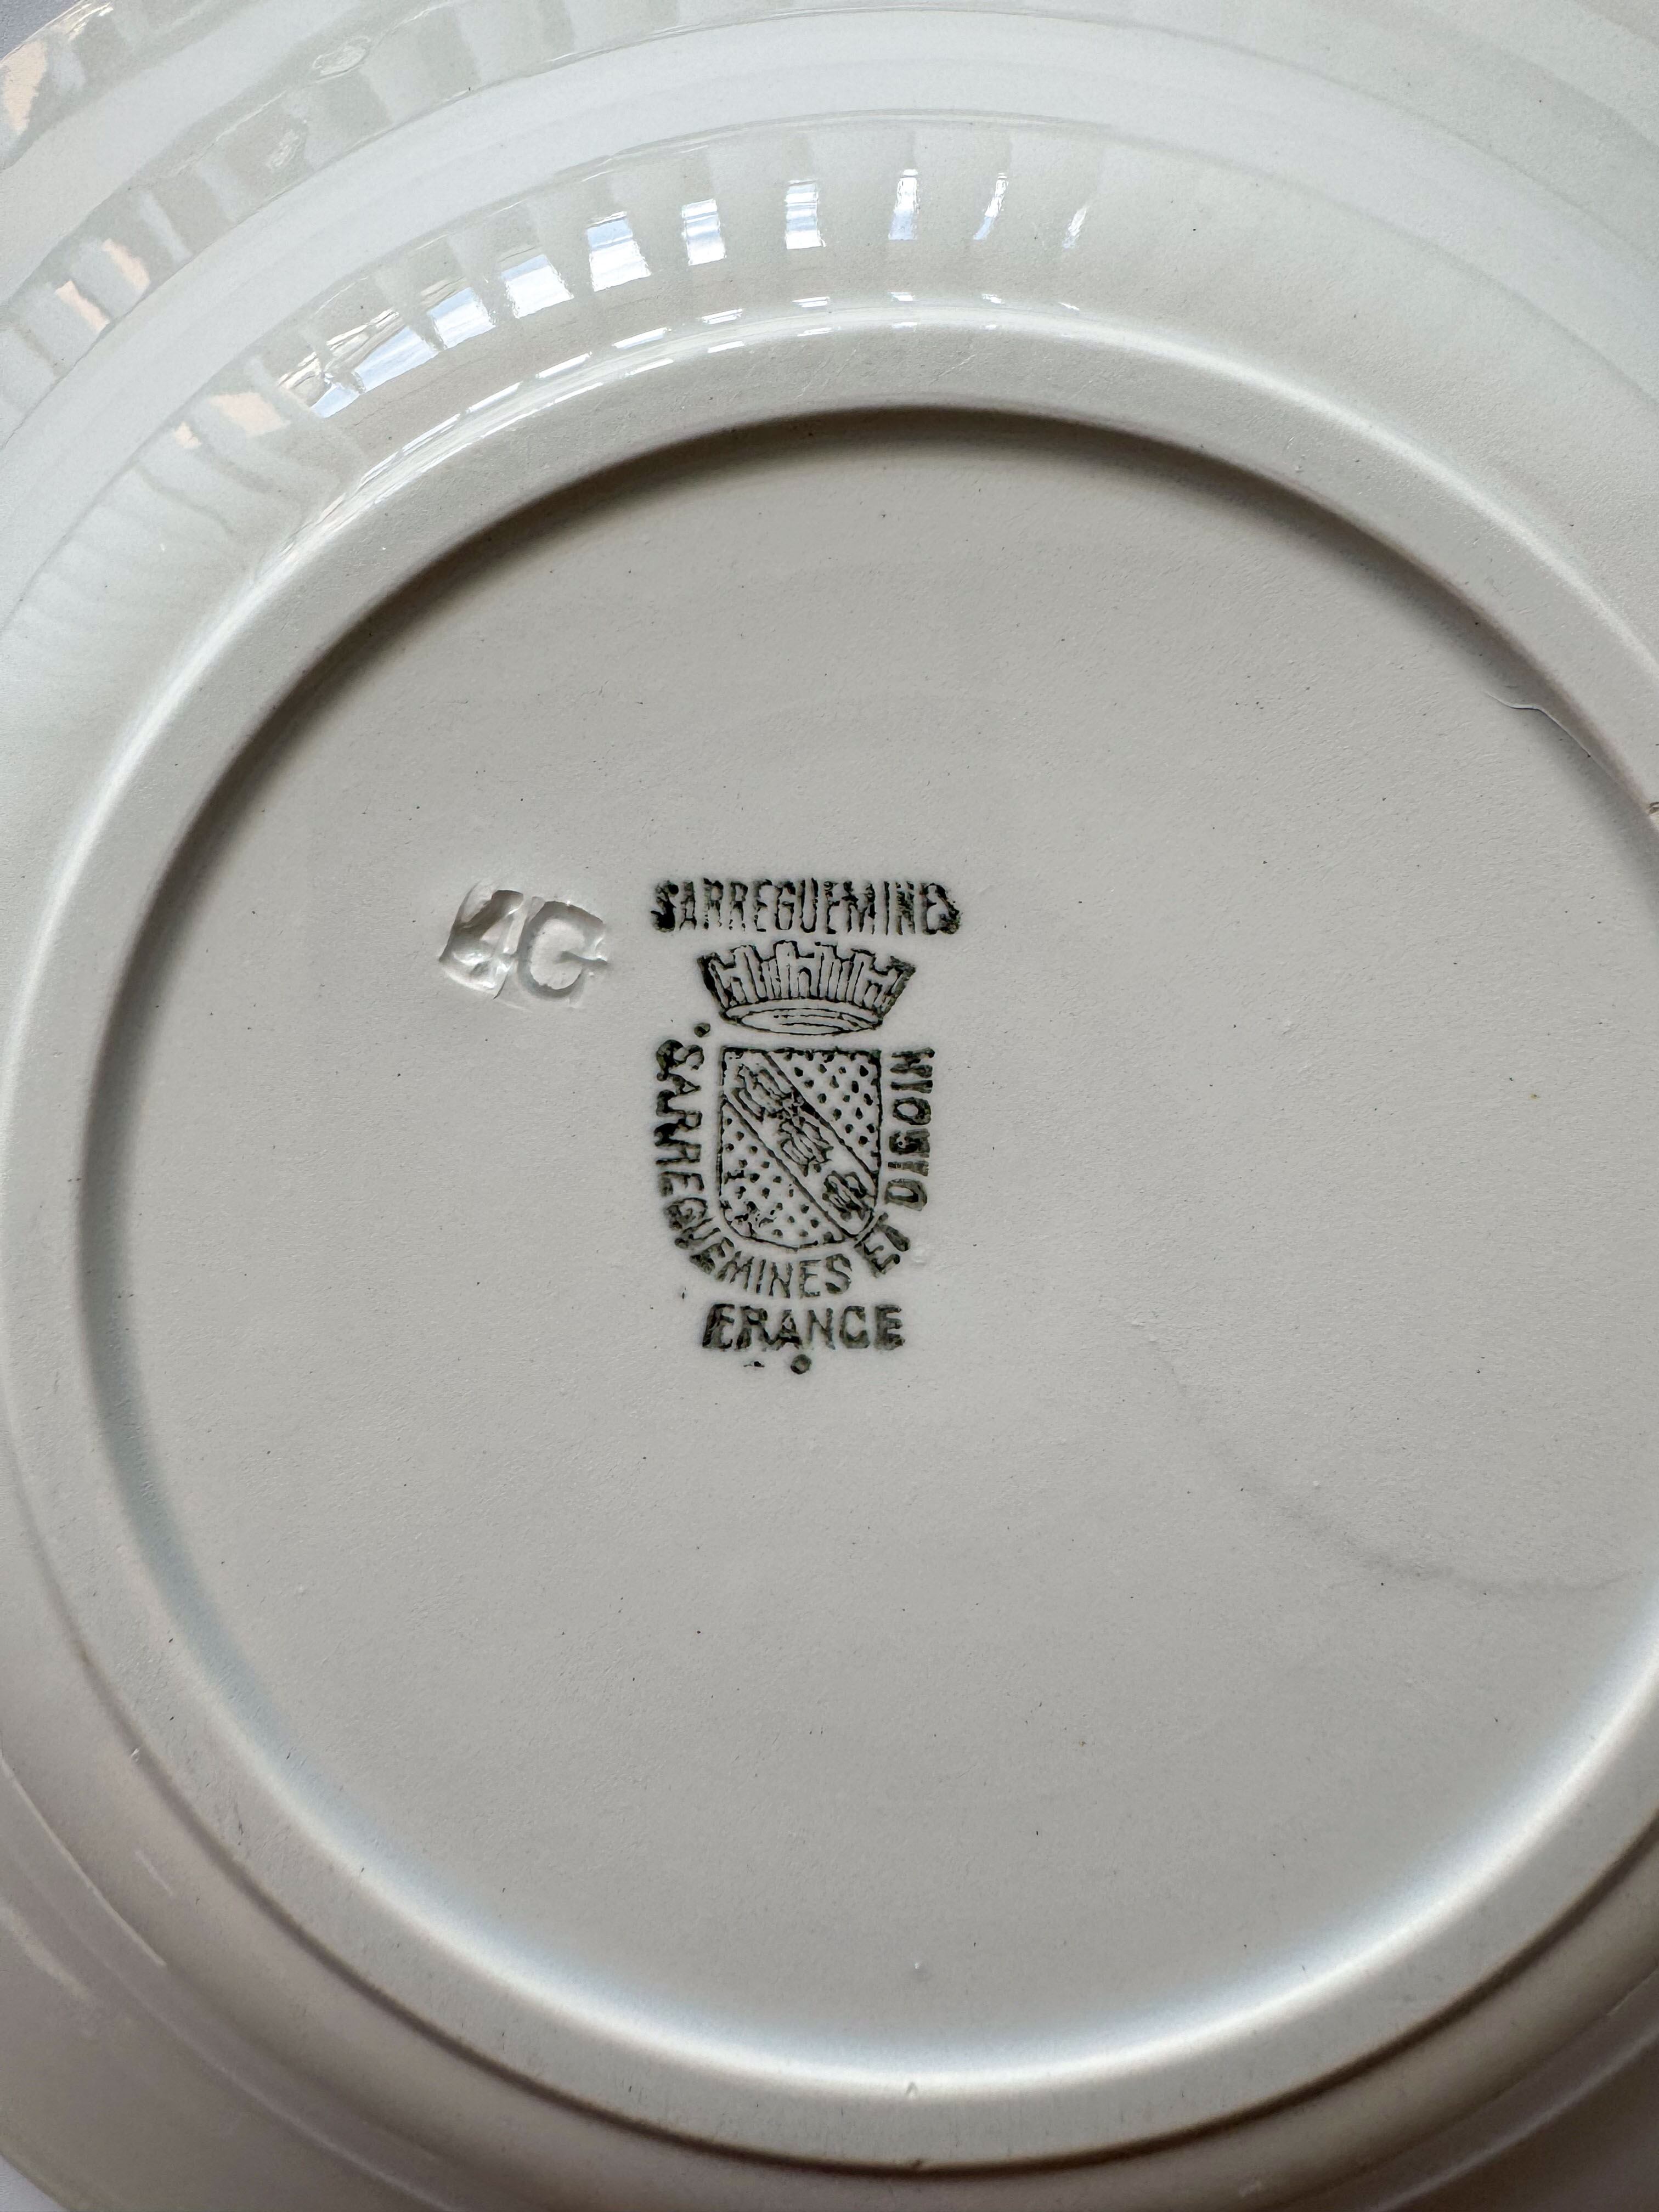 4G
SARREGUEMINES
SARREGUEMINES ET DIGOIN
FRANCE